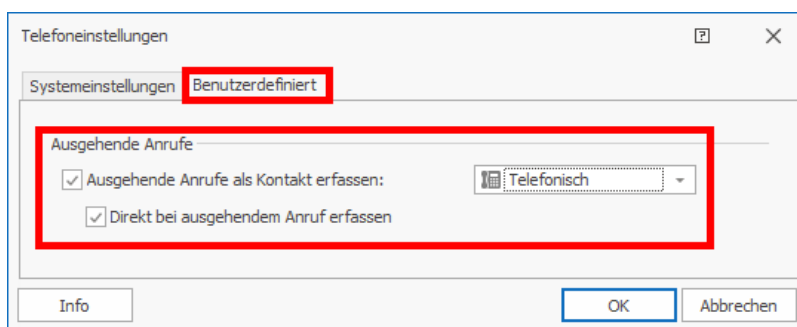 Telefoneinstellungen
Systemeinstellungen Benutzerdefiniert
Ausgehende Anrufe
Ausgehende Anrufe als Kontakt erfassen: Telefonisch
Direkt bei ausgehendem Anruf erfassen
Info OK Abbrechen